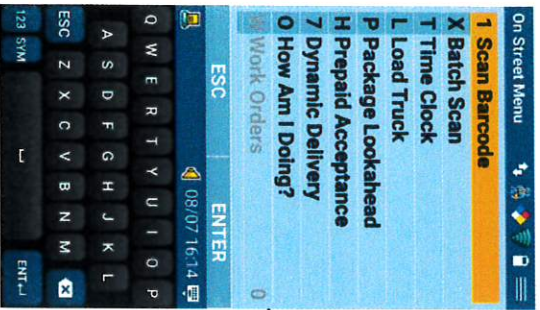 On Street Menu
1 Scan Barcode
X Batch Scan
T Time Clock
L Load Truck
P Package Lookahead
H Prepaid Acceptance
7 Dynamic Delivery
O How Am I Doing?
W Work Orders 0
ESC ENTER
08/07 16:14
Q W E R T Y U I O P
A S D F G H J K L
ESC Z X C V B N M
123 SYM ENT